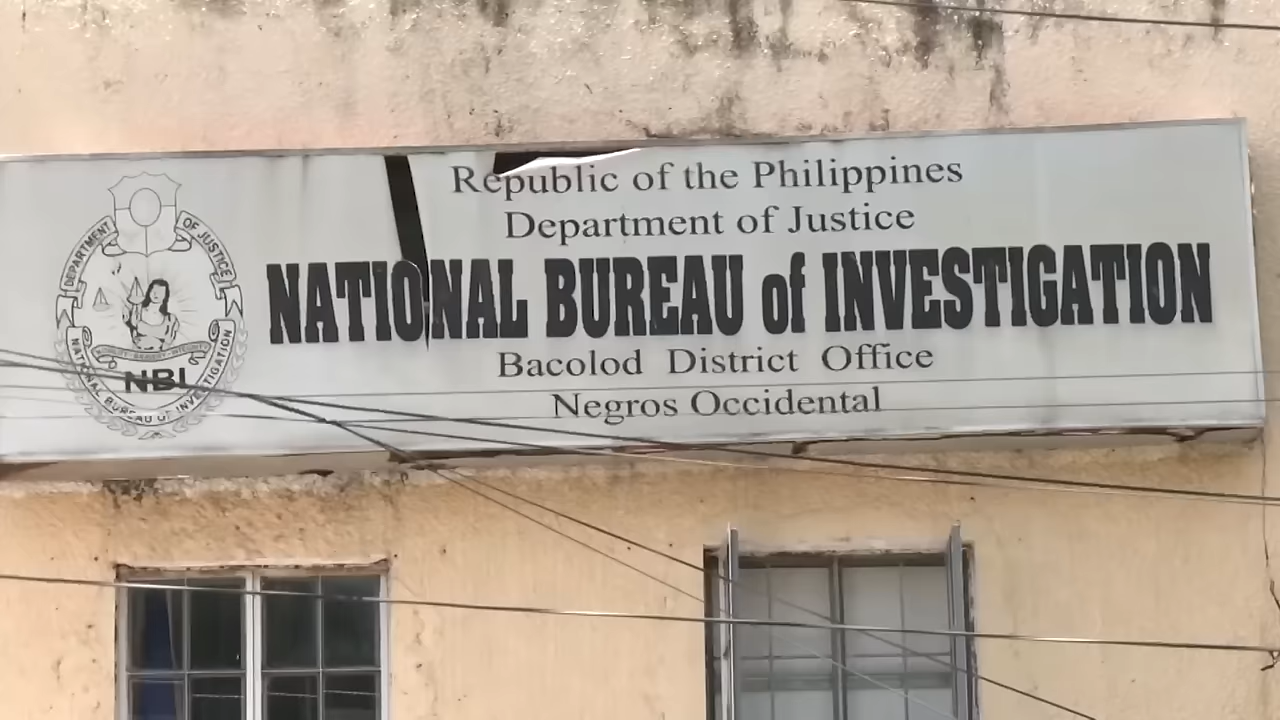 Republic of the Philippines
Department of Justice
NATIONAL BUREAU of INVESTIGATION
Bacolod District Office
Negros Occidental
DEPARTMENT OF JUSTICE
NBI
NATIONAL BUREAU OF INVESTIGATION